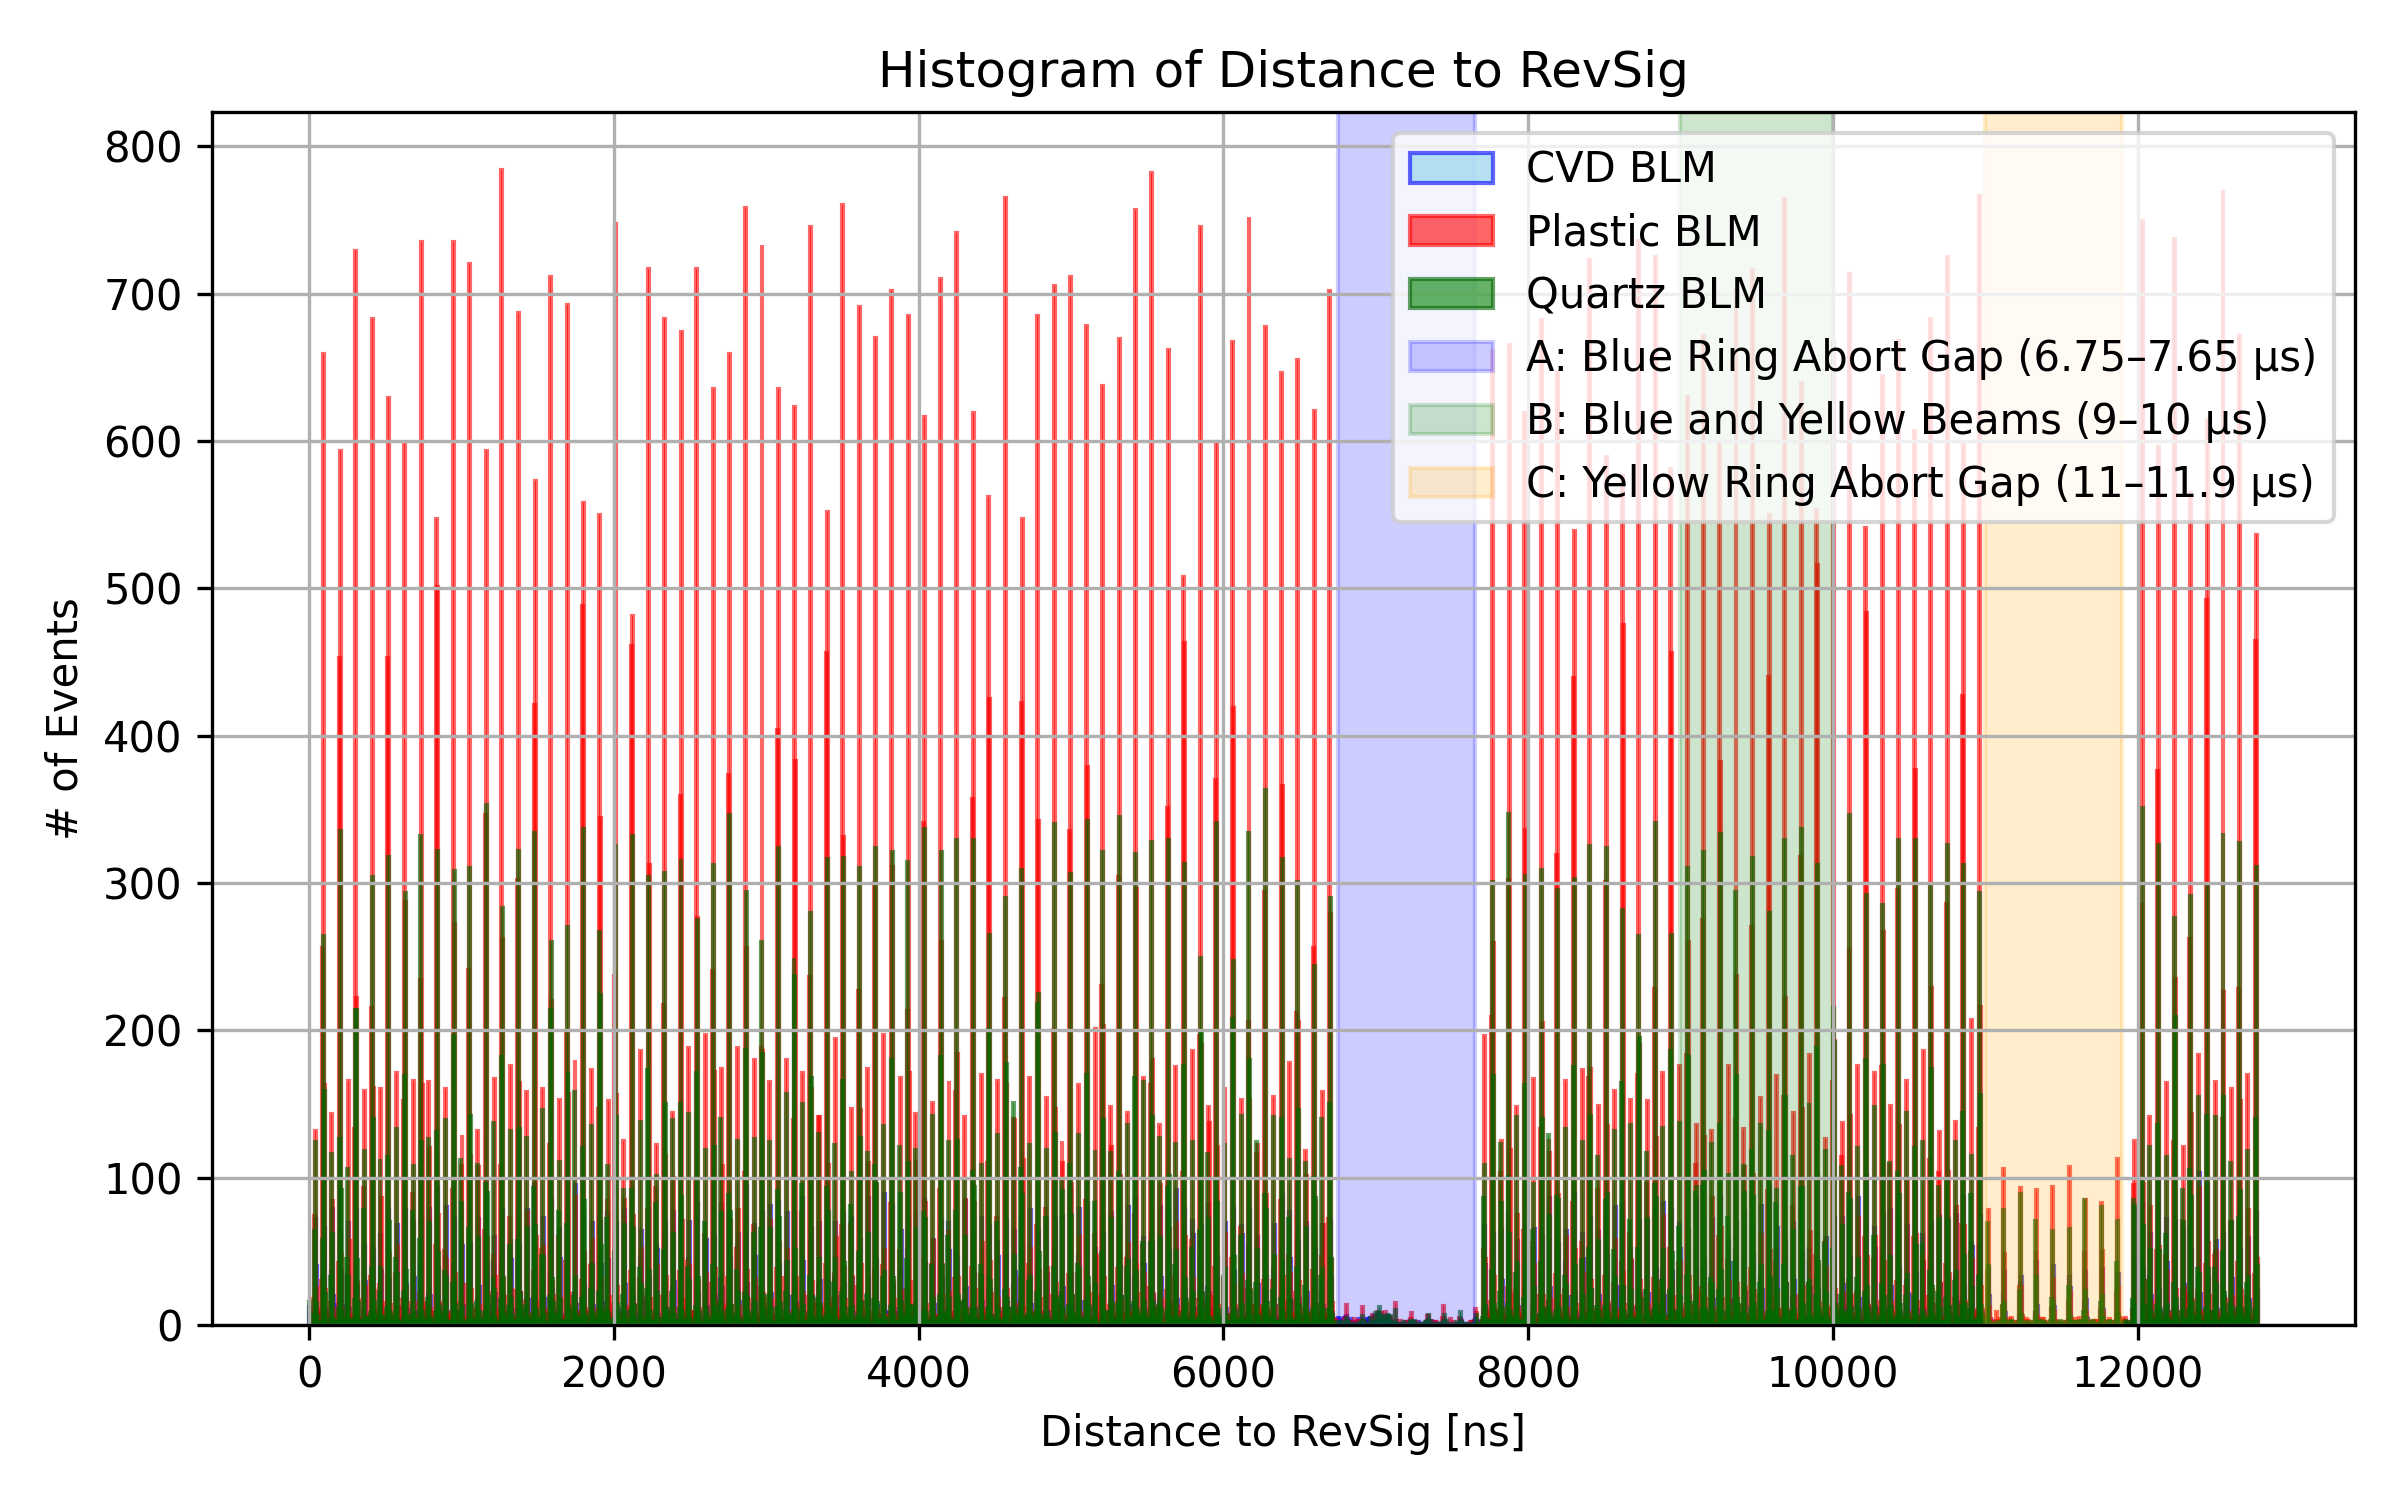 Histogram of Distance to RevSig
800
700
600
500
400
300
200
100
0
# of Events
CVD BLM
Plastic BLM
Quartz BLM
A: Blue Ring Abort Gap (6.75–7.65 µs)
B: Blue and Yellow Beams (9–10 µs)
C: Yellow Ring Abort Gap (11–11.9 µs)
0 2000 4000 6000 8000 10000 12000
Distance to RevSig [ns]